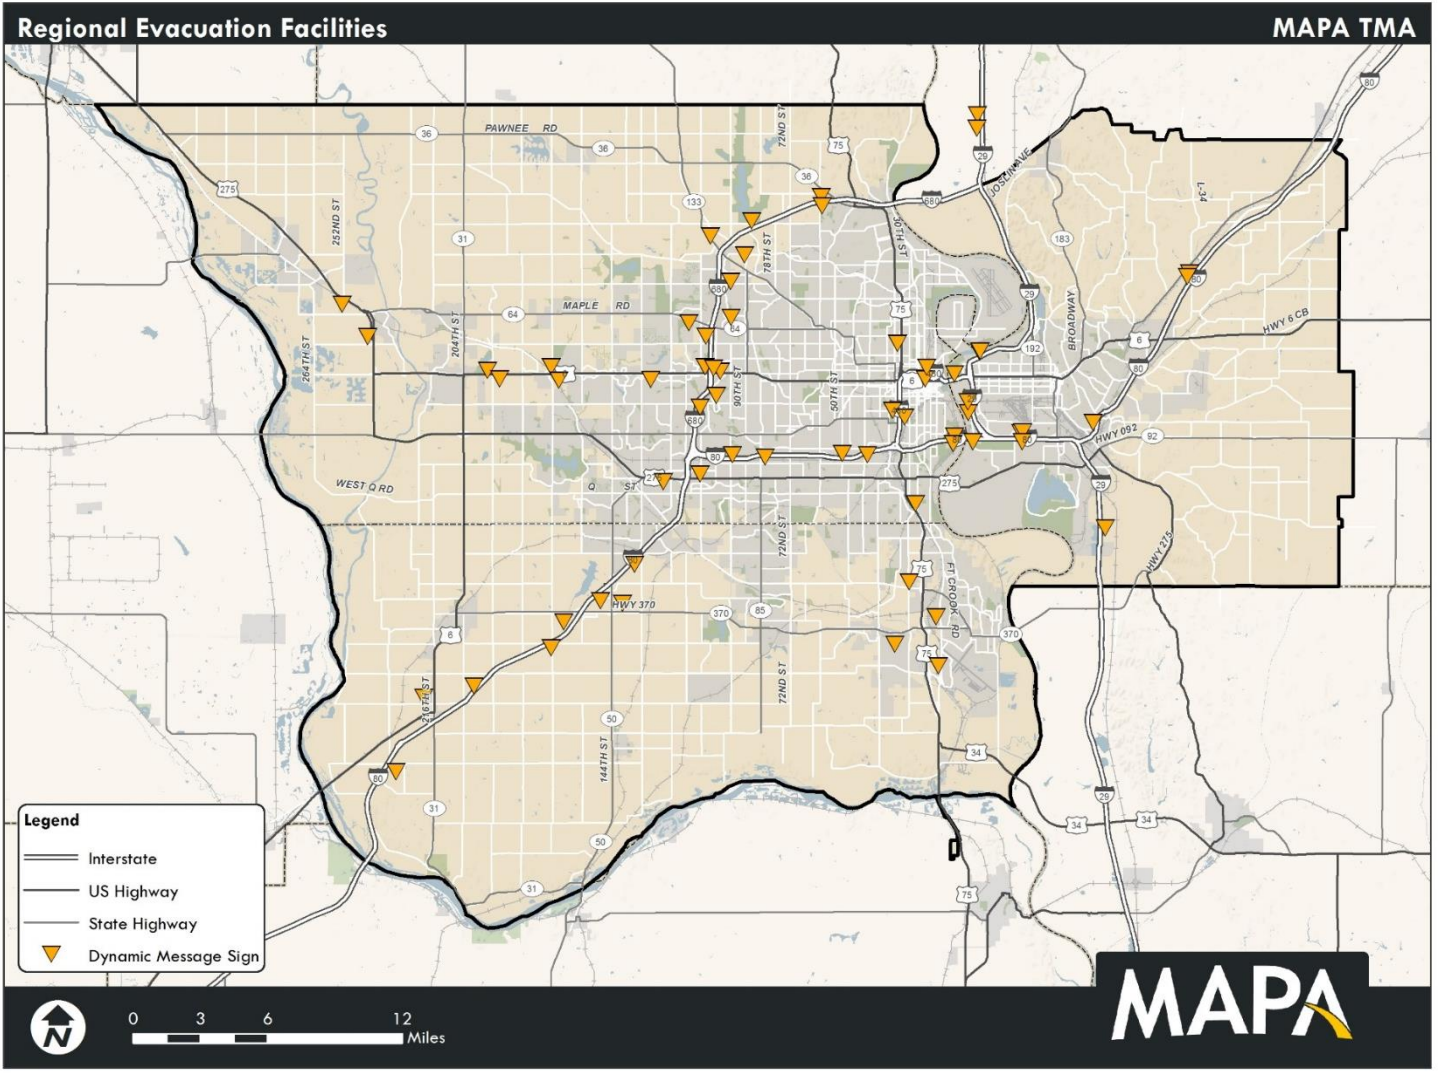 Regional Evacuation Facilities
MAPA TMA
80
72ND ST
36
PAWNEE RD
36
75
29
JOSLIN AVE
36
275
L-34
133
680
252ND ST
30TH ST
31
183
78TH ST
680
80
29
MAPLE RD
64
75
64
HWY 6 CB
BROADWAY
204TH ST
264TH ST
192
6
80
6
90TH ST
50TH ST
680
HWY 092
92
80
80
WEST Q RD
Q ST
275
275
29
72ND ST
HWY 275
75
FT CROOK RD
HWY 370
370
85
6
370
75
216TH ST
72ND ST
50
144TH ST
34
80
31
29
34
34
50
31
75
Legend
Interstate
US Highway
State Highway
Dynamic Message Sign
N
0 3 6 12
Miles
MAPA